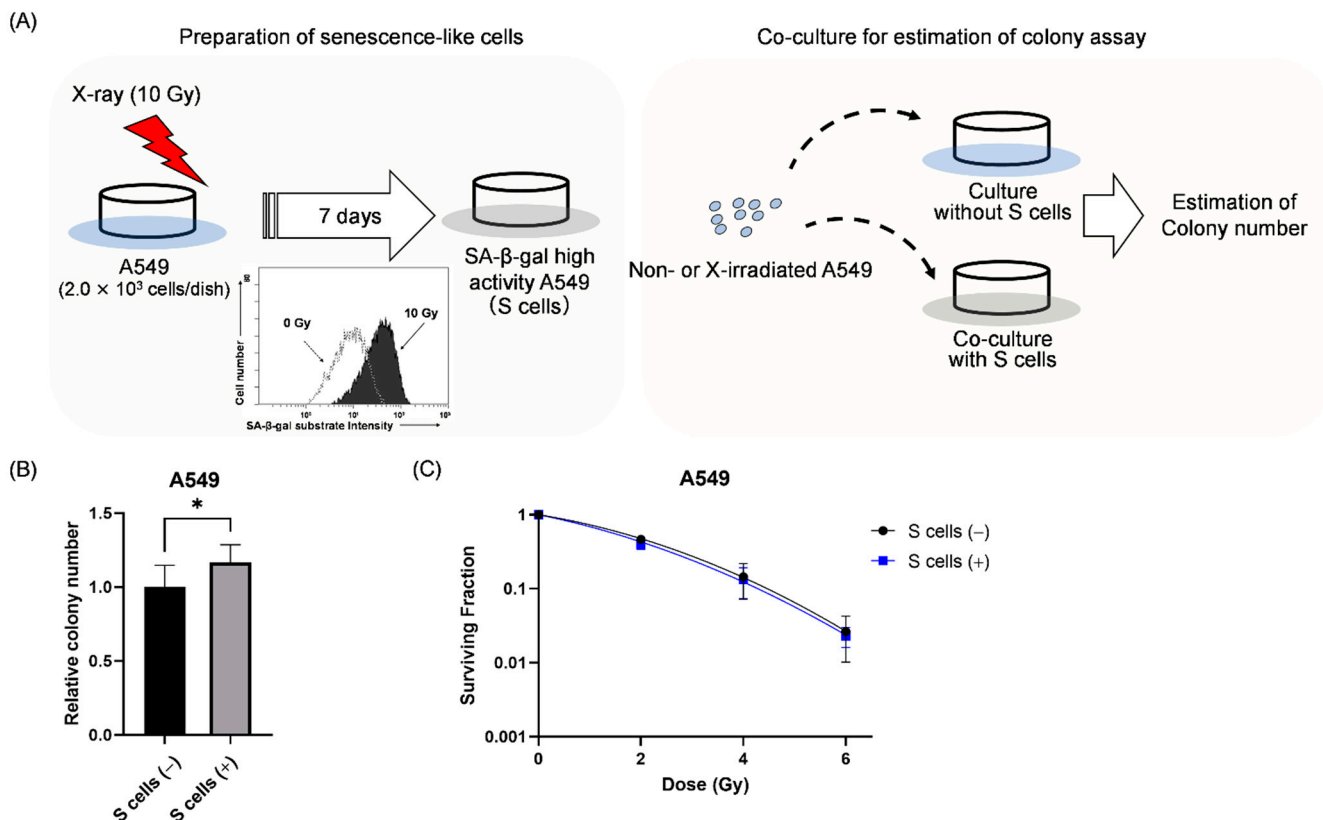 (A)
Preparation of senescence-like cells
X-ray (10 Gy)
7 days
A549
(2.0 × 10³ cells/dish)
SA-β-gal high
activity A549
(S cells)
Cell number
0 Gy
10 Gy
SA-β-gal substrate Intensity
Co-culture for estimation of colony assay
Non- or X-irradiated A549
Culture
without S cells
Co-culture
with S cells
Estimation of
Colony number
(B)
A549
*
Relative colony number
1.5
1.0
0.5
0.0
S cells (−)
S cells (+)
(C)
A549
Surviving Fraction
1
0.1
0.01
0.001
0
2
4
6
Dose (Gy)
S cells (−)
S cells (+)